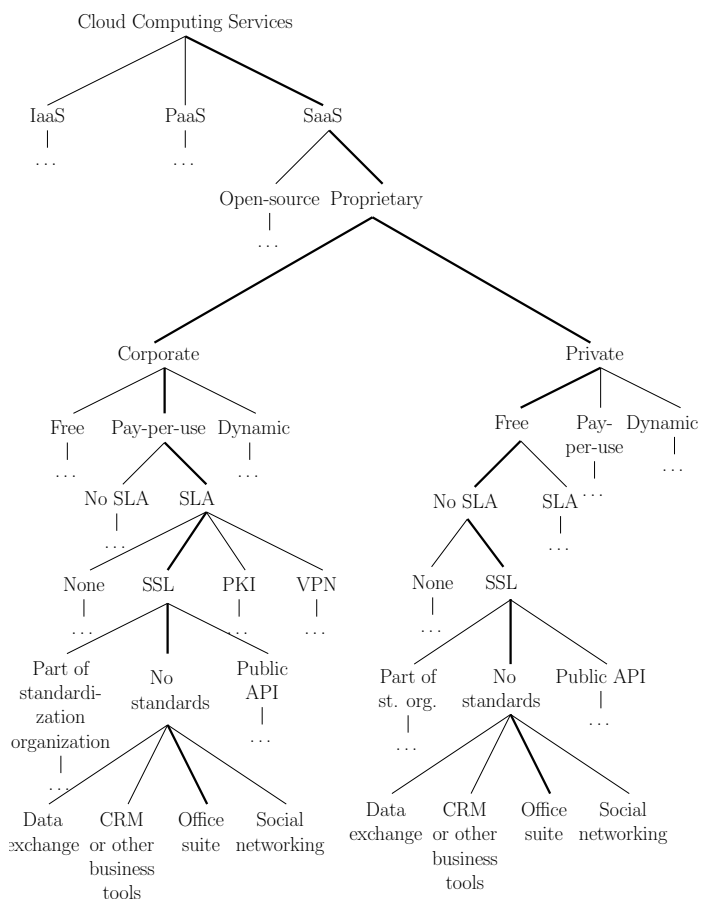 Cloud Computing Services
IaaS PaaS SaaS
... ... 
Open-source Proprietary
...
Corporate Private
Free Pay-per-use Dynamic Free Pay- Dynamic
per-use
... ... ... ...
No SLA SLA No SLA SLA
... ...
None SSL PKI VPN None SSL
... ... ... ...
Part of No Public Part of No Public API
standardi- standards API st. org. standards
zation
organization
... ... ... ...
Data CRM Office Social Data CRM Office Social
exchange or other suite networking exchange or other suite networking
business business
tools tools